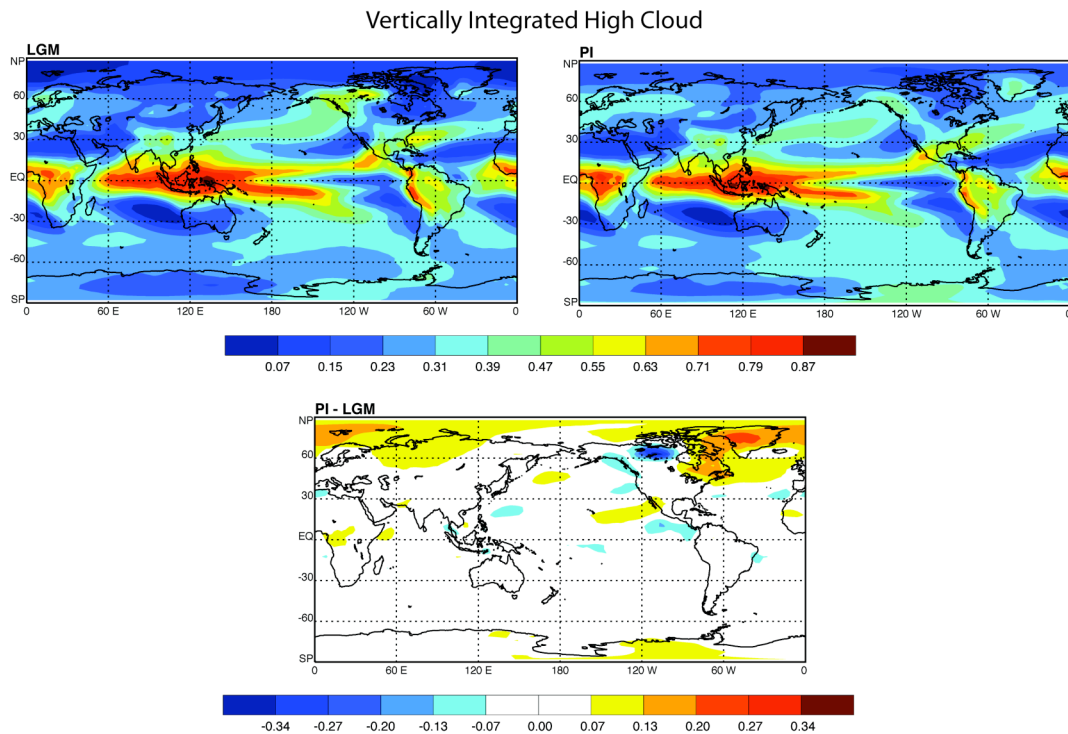 Vertically Integrated High Cloud
LGM
NP
60
30
EQ
-30
-60
SP
0 60 E 120 E 180 120 W 60 W 0
PI
NP
60
30
EQ
-30
-60
SP
0 60 E 120 E 180 120 W 60 W 0
0.07 0.15 0.23 0.31 0.39 0.47 0.55 0.63 0.71 0.79 0.87
PI - LGM
NP
60
30
EQ
-30
-60
SP
0 60 E 120 E 180 120 W 60 W 0
-0.34 -0.27 -0.20 -0.13 -0.07 0.00 0.07 0.13 0.20 0.27 0.34